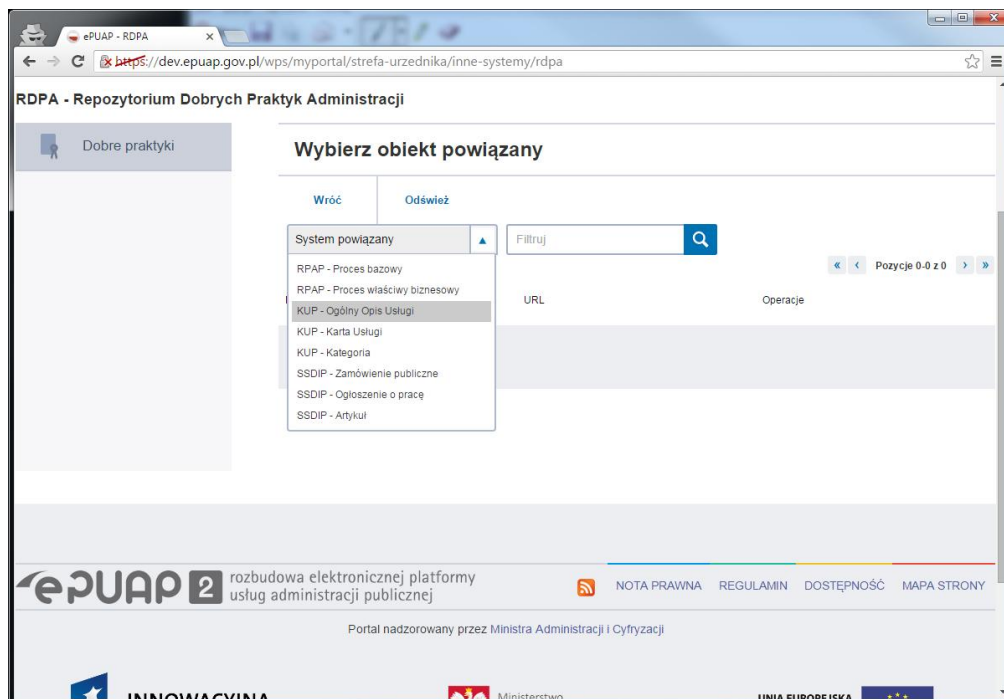 ePUAP - RDPA
https://dev.epuap.gov.pl/wps/myportal/strefa-urzednika/inne-systemy/rdpa
RDPA - Repozytorium Dobrych Praktyk Administracji
Dobre praktyki
Wybierz obiekt powiązany
Wróć
Odśwież
System powiązany
Filtruj
Pozycje 0-0 z 0
RPAP - Proces bazowy
RPAP - Proces właściwy biznesowy
URL
Operacje
KUP - Ogólny Opis Usługi
KUP - Karta Usługi
KUP - Kategoria
SSDIP - Zamówienie publiczne
SSDIP - Ogłoszenie o pracę
SSDIP - Artykuł
ePUAP 2
rozbudowa elektronicznej platformy
usług administracji publicznej
NOTA PRAWNA REGULAMIN DOSTĘPNOŚĆ MAPA STRONY
Portal nadzorowany przez Ministra Administracji i Cyfryzacji
INNOWACYJNA
Ministerstwo
UNIA EUROPEJSKA